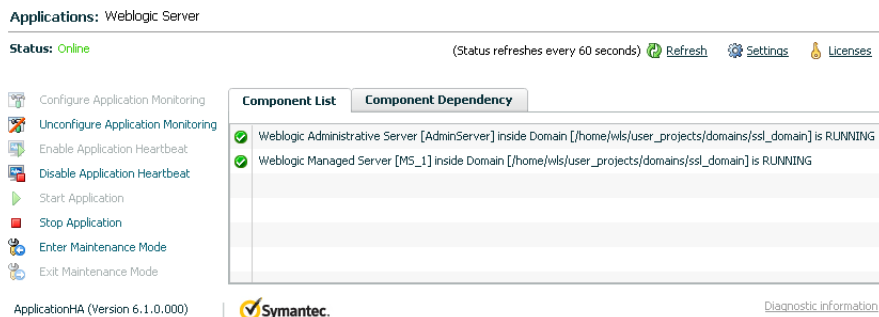 Applications: Weblogic Server
Status: Online
(Status refreshes every 60 seconds) Refresh Settings Licenses
Configure Application Monitoring
Unconfigure Application Monitoring
Enable Application Heartbeat
Disable Application Heartbeat
Start Application
Stop Application
Enter Maintenance Mode
Exit Maintenance Mode
Component List Component Dependency
Weblogic Administrative Server [AdminServer] inside Domain [/home/wls/user_projects/domains/ssl_domain] is RUNNING
Weblogic Managed Server [MS_1] inside Domain [/home/wls/user_projects/domains/ssl_domain] is RUNNING
ApplicationHA (Version 6.1.0.000) | Symantec. Diagnostic information